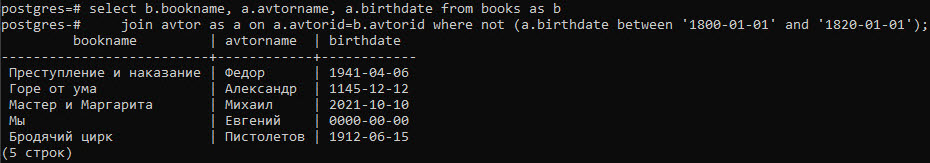 postgres=# select b.bookname, a.avtorname, a.birthdate from books as b
postgres-#     join avtor as a on a.avtorid=b.avtorid where not (a.birthdate between '1800-01-01' and '1820-01-01');
         bookname         | avtorname  | birthdate
--------------------------+------------+------------
 Преступление и наказание | Федор      | 1941-04-06
 Горе от ума              | Александр  | 1145-12-12
 Мастер и Маргарита       | Михаил     | 2021-10-10
 Мы                       | Евгений    | 0000-00-00
 Бродячий цирк            | Пистолетов | 1912-06-15
(5 строк)